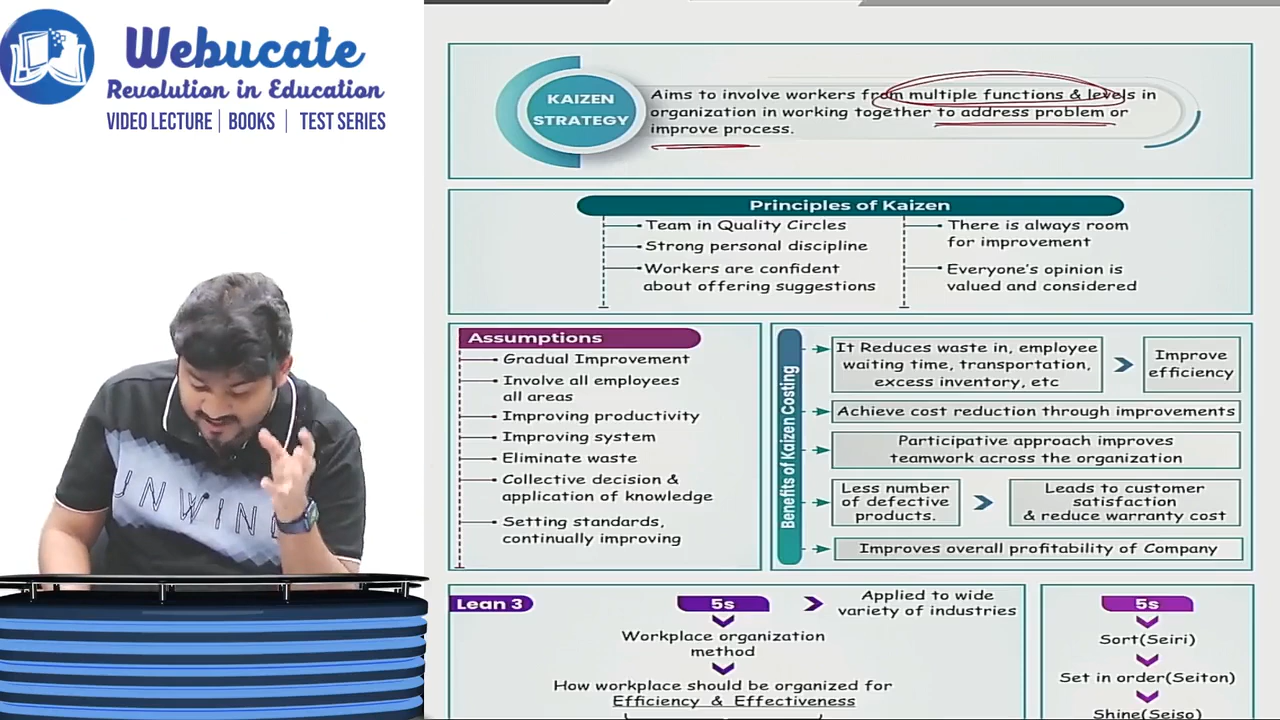 Webucate
Revolution in Education
VIDEO LECTURE | BOOKS | TEST SERIES
KAIZEN
STRATEGY
Aims to involve workers from multiple functions & levels in
organization in working together to address problem or
improve process.
Principles of Kaizen
Team in Quality Circles
Strong personal discipline
Workers are confident
about offering suggestions
There is always room
for improvement
Everyone's opinion is
valued and considered
Assumptions
Gradual Improvement
Involve all employees
all areas
Improving productivity
Improving system
Eliminate waste
Collective decision &
application of knowledge
Setting standards,
continually improving
Benefits of Kaizen Costing
It Reduces waste in, employee
waiting time, transportation,
excess inventory, etc
Improve
efficiency
Achieve cost reduction through improvements
Participative approach improves
teamwork across the organization
Less number
of defective
products.
Leads to customer
satisfaction
& reduce warranty cost
Improves overall profitability of Company
Lean 3
5s
Applied to wide
variety of industries
Workplace organization
method
How workplace should be organized for
Efficiency & Effectiveness
5s
Sort(Seiri)
Set in order(Seiton)
Shine(Seiso)
UNWIND